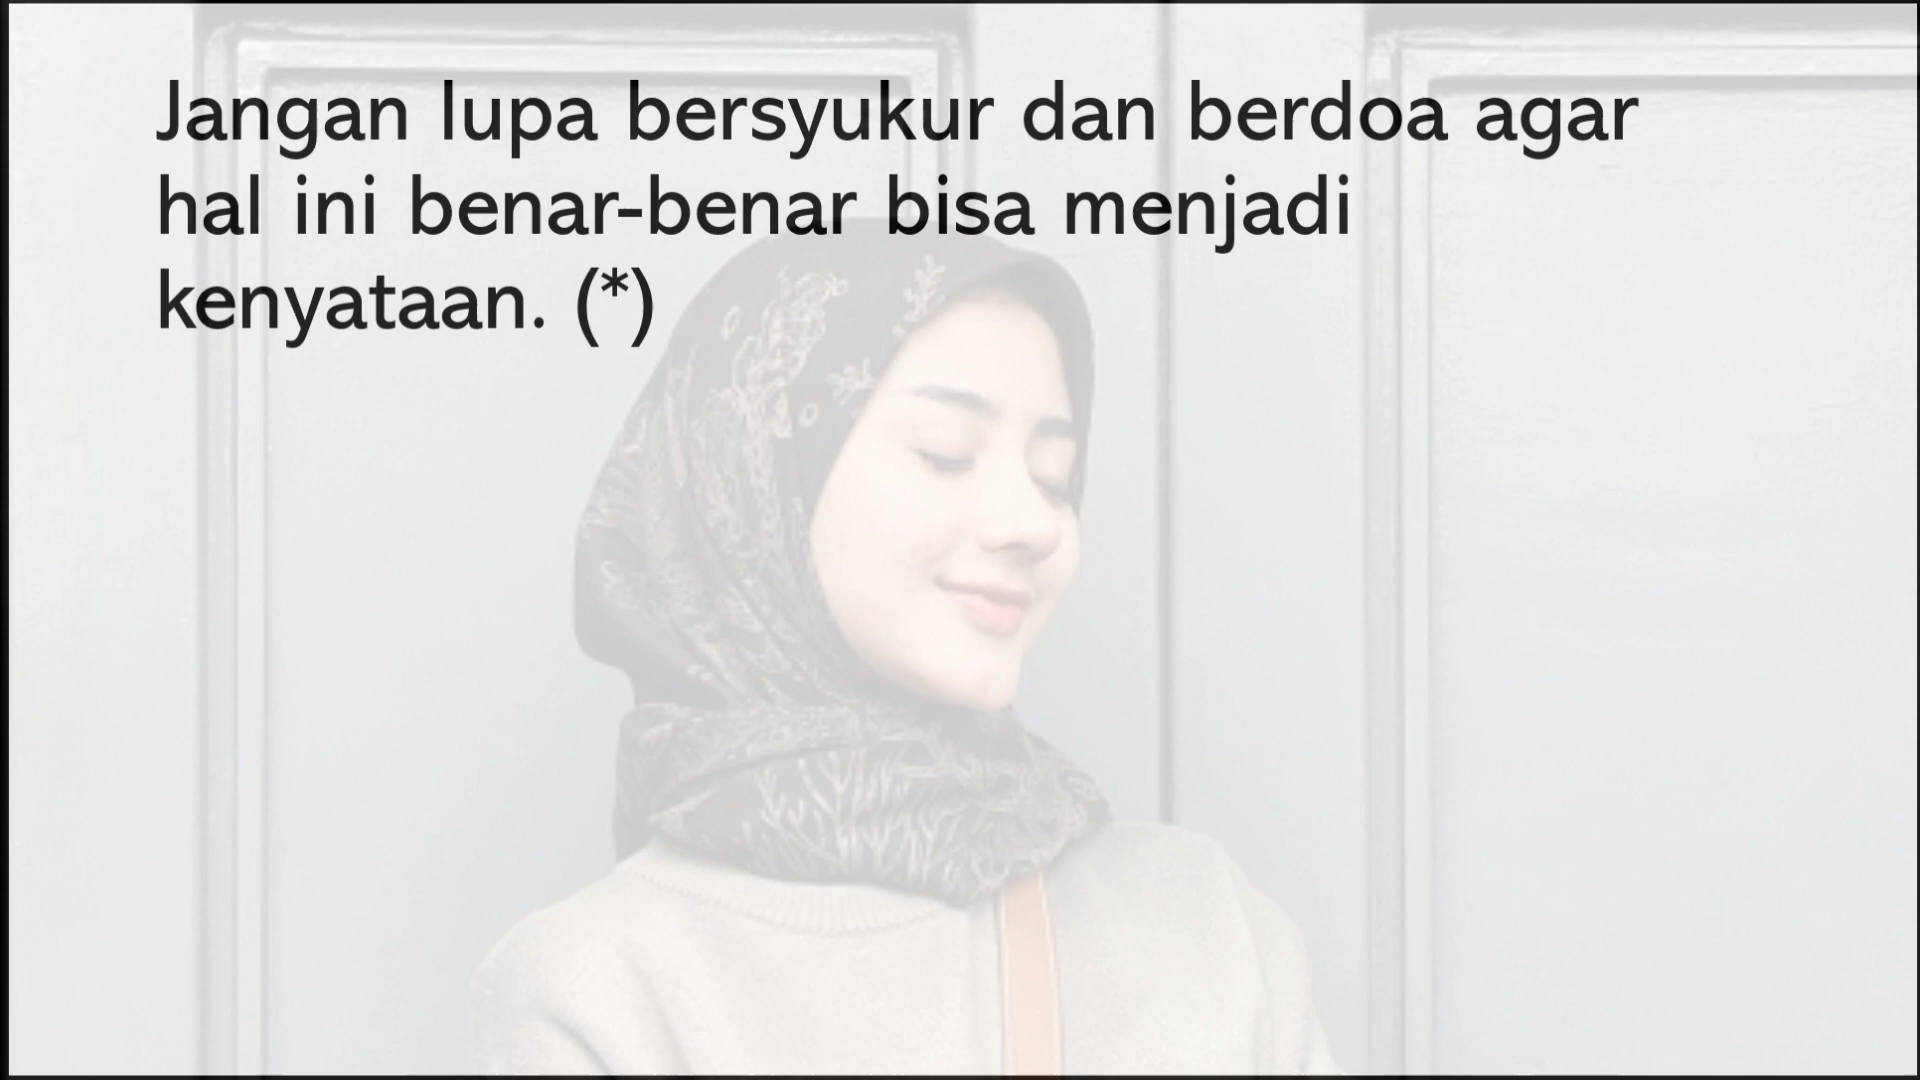 Jangan lupa bersyukur dan berdoa agar
hal ini benar-benar bisa menjadi
kenyataan. (*)